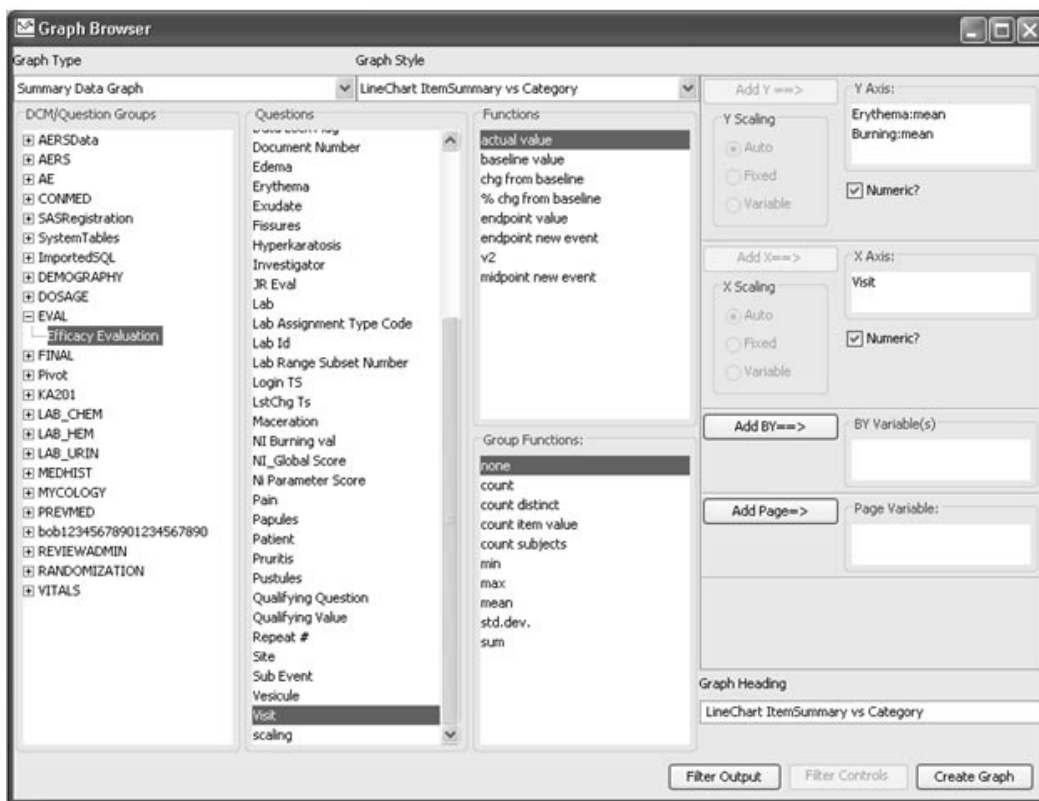 Graph Browser
Graph Type
Graph Style
Summary Data Graph
LineChart ItemSummary vs Category
DCM/Question Groups
AERSData
AERS
AE
CONMED
SASRegistration
SystemTables
ImportedSQL
DEMOGRAPHY
DOSAGE
EVAL
Efficacy Evaluation
FINAL
Pivot
KA201
LAB_CHEM
LAB_HEM
LAB_URIN
MEDHIST
MYCOLOGY
PREVMED
bob12345678901234567890
REVIEWADMIN
RANDOMIZATION
VITALS
Questions
Document Number
Edema
Erythema
Exudate
Fissures
Hyperkaratosis
Investigator
JR Eval
Lab
Lab Assignment Type Code
Lab Id
Lab Range Subset Number
Login TS
LstChg Ts
Maceration
NI Burning val
NI_Global Score
Ni Parameter Score
Pain
Papules
Patient
Pruritis
Pustules
Qualifying Question
Qualifying Value
Repeat #
Site
Sub Event
Vesicule
Visit
scaling
Functions
actual value
baseline value
chg from baseline
% chg from baseline
endpoint value
endpoint new event
v2
midpoint new event
Group Functions:
none
count
count distinct
count item value
count subjects
min
max
mean
std.dev.
sum
Add Y ==>
Y Scaling
Auto
Fixed
Variable
Y Axis:
Erythema:mean
Burning:mean
Numeric?
Add X==>
X Scaling
Auto
Fixed
Variable
X Axis:
Visit
Numeric?
Add BY==>
BY Variable(s)
Add Page=>
Page Variable:
Graph Heading
LineChart ItemSummary vs Category
Filter Output
Filter Controls
Create Graph